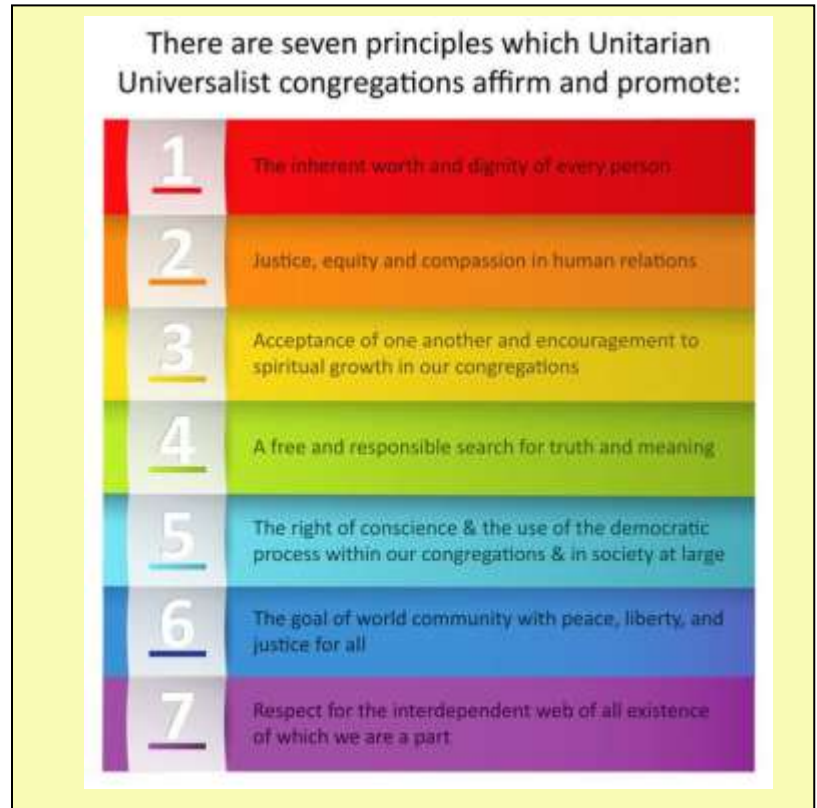 There are seven principles which Unitarian
Universalist congregations affirm and promote:
1
The inherent worth and dignity of every person
2
Justice, equity and compassion in human relations
3
Acceptance of one another and encouragement to
spiritual growth in our congregations
4
A free and responsible search for truth and meaning
5
The right of conscience & the use of the democratic
process within our congregations & in society at large
6
The goal of world community with peace, liberty, and
justice for all
7
Respect for the interdependent web of all existence
of which we are a part